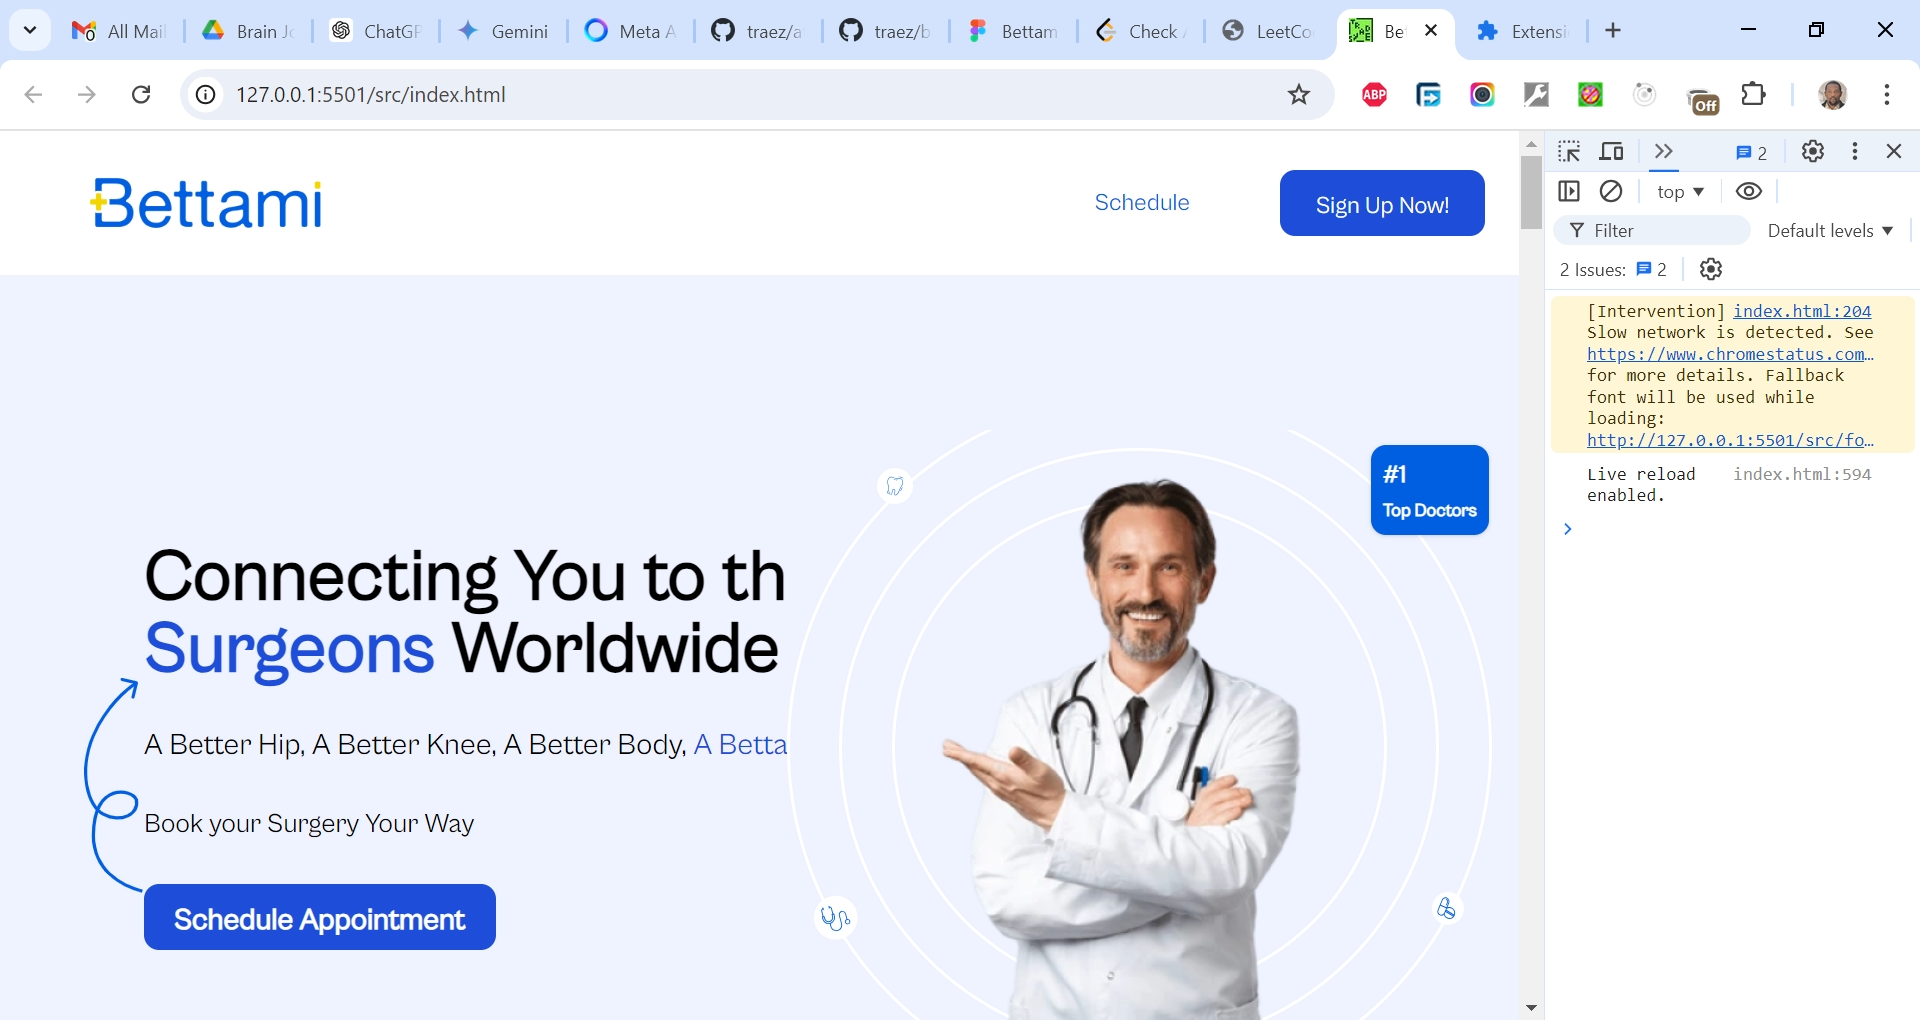 All Mai
Brain Jo
ChatGP
Gemini
Meta A
traez/a
traez/b
Bettam
Check
LeetCo
Be
Extensi
127.0.0.1:5501/src/index.html
ABP
Off
Bettami
Schedule
Sign Up Now!
#1
Top Doctors
Connecting You to th
Surgeons Worldwide
A Better Hip, A Better Knee, A Better Body, A Betta
Book your Surgery Your Way
Schedule Appointment
2
top
Filter
Default levels
2 Issues: 2
[Intervention] index.html:204
Slow network is detected. See
https://www.chromestatus.com…
for more details. Fallback
font will be used while
loading:
http://127.0.0.1:5501/src/fo…
Live reload index.html:594
enabled.